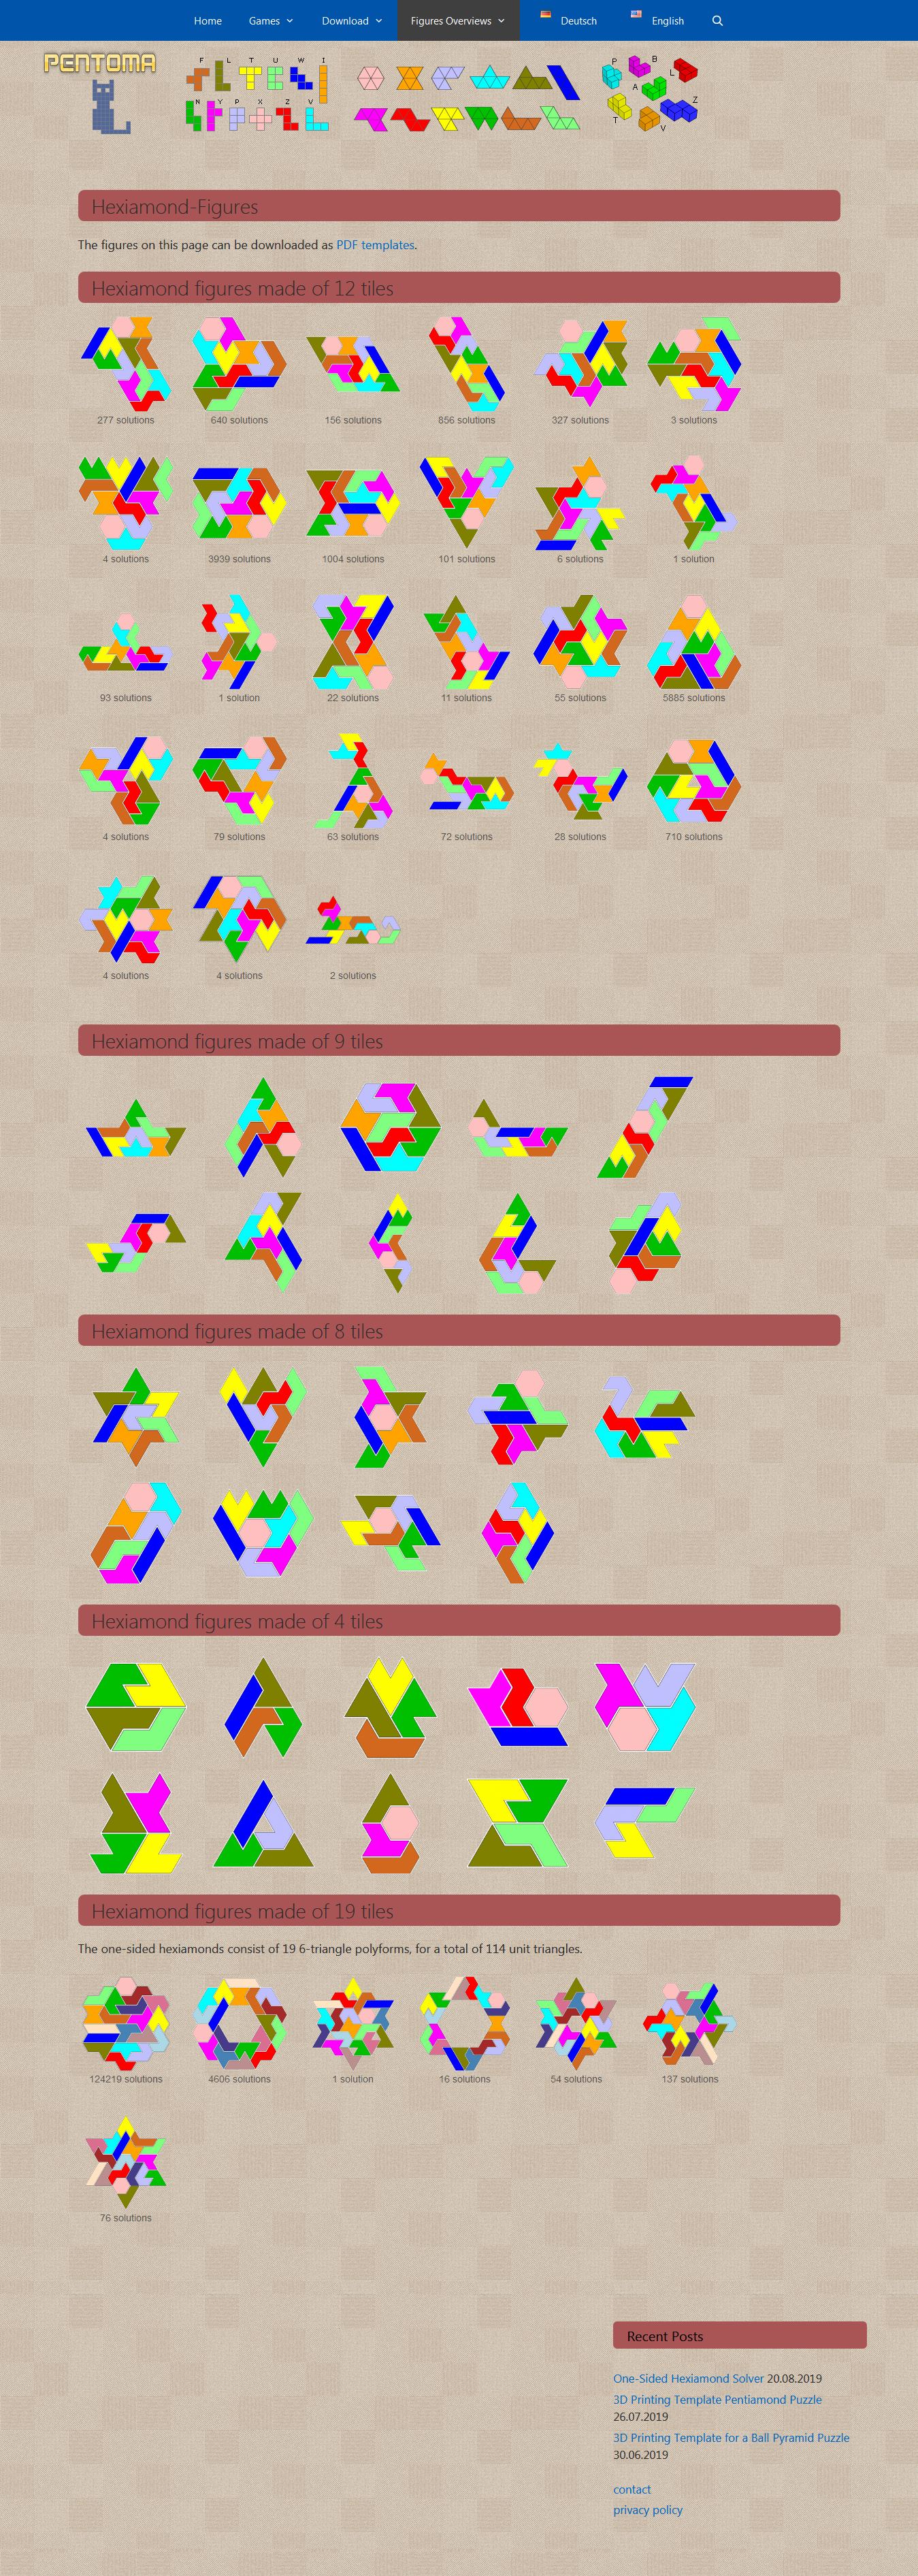 Home Games Download Figures Overviews Deutsch English
PENTOMA
F L T U W I
N Y P X Z V
P B L
A
T V Z
Hexiamond-Figures
The figures on this page can be downloaded as PDF templates.
Hexiamond figures made of 12 tiles
277 solutions 640 solutions 156 solutions 856 solutions 327 solutions 3 solutions
4 solutions 3939 solutions 1004 solutions 101 solutions 6 solutions 1 solution
93 solutions 1 solution 22 solutions 11 solutions 55 solutions 5885 solutions
4 solutions 79 solutions 63 solutions 72 solutions 28 solutions 710 solutions
4 solutions 4 solutions 2 solutions
Hexiamond figures made of 9 tiles
Hexiamond figures made of 8 tiles
Hexiamond figures made of 4 tiles
Hexiamond figures made of 19 tiles
The one-sided hexiamonds consist of 19 6-triangle polyforms, for a total of 114 unit triangles.
124219 solutions 4606 solutions 1 solution 16 solutions 54 solutions 137 solutions
76 solutions
Recent Posts
One-Sided Hexiamond Solver 20.08.2019
3D Printing Template Pentiamond Puzzle
26.07.2019
3D Printing Template for a Ball Pyramid Puzzle
30.06.2019
contact
privacy policy